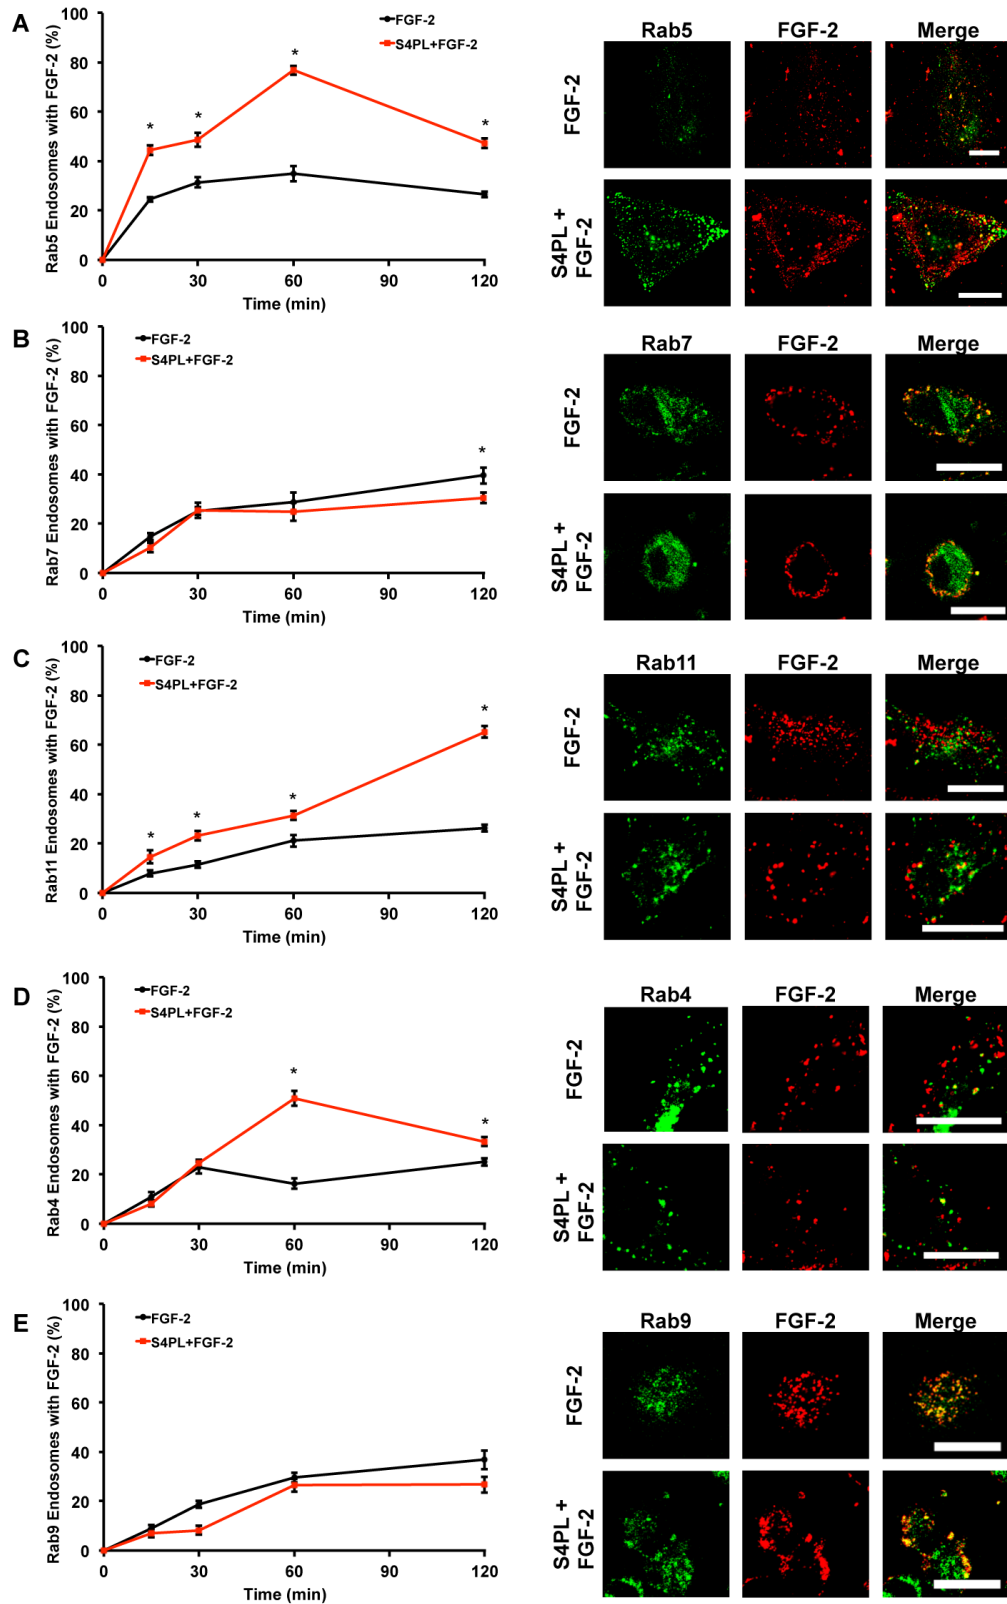 A
Rab5 Endosomes with FGF-2 (%)
100
80
60
40
20
0
FGF-2
S4PL+FGF-2
*
*
*
*
0 30 60 90 120
Time (min)
Rab5 FGF-2 Merge
FGF-2
S4PL +
FGF-2
B
Rab7 Endosomes with FGF-2 (%)
100
80
60
40
20
0
FGF-2
S4PL+FGF-2
*
0 30 60 90 120
Time (min)
Rab7 FGF-2 Merge
FGF-2
S4PL +
FGF-2
C
Rab11 Endosomes with FGF-2 (%)
100
80
60
40
20
0
FGF-2
S4PL+FGF-2
*
*
*
*
0 30 60 90 120
Time (min)
Rab11 FGF-2 Merge
FGF-2
S4PL +
FGF-2
D
Rab4 Endosomes with FGF-2 (%)
100
80
60
40
20
0
FGF-2
S4PL+FGF-2
*
*
0 30 60 90 120
Time (min)
Rab4 FGF-2 Merge
FGF-2
S4PL +
FGF-2
E
Rab9 Endosomes with FGF-2 (%)
100
80
60
40
20
0
FGF-2
S4PL+FGF-2
0 30 60 90 120
Time (min)
Rab9 FGF-2 Merge
FGF-2
S4PL +
FGF-2